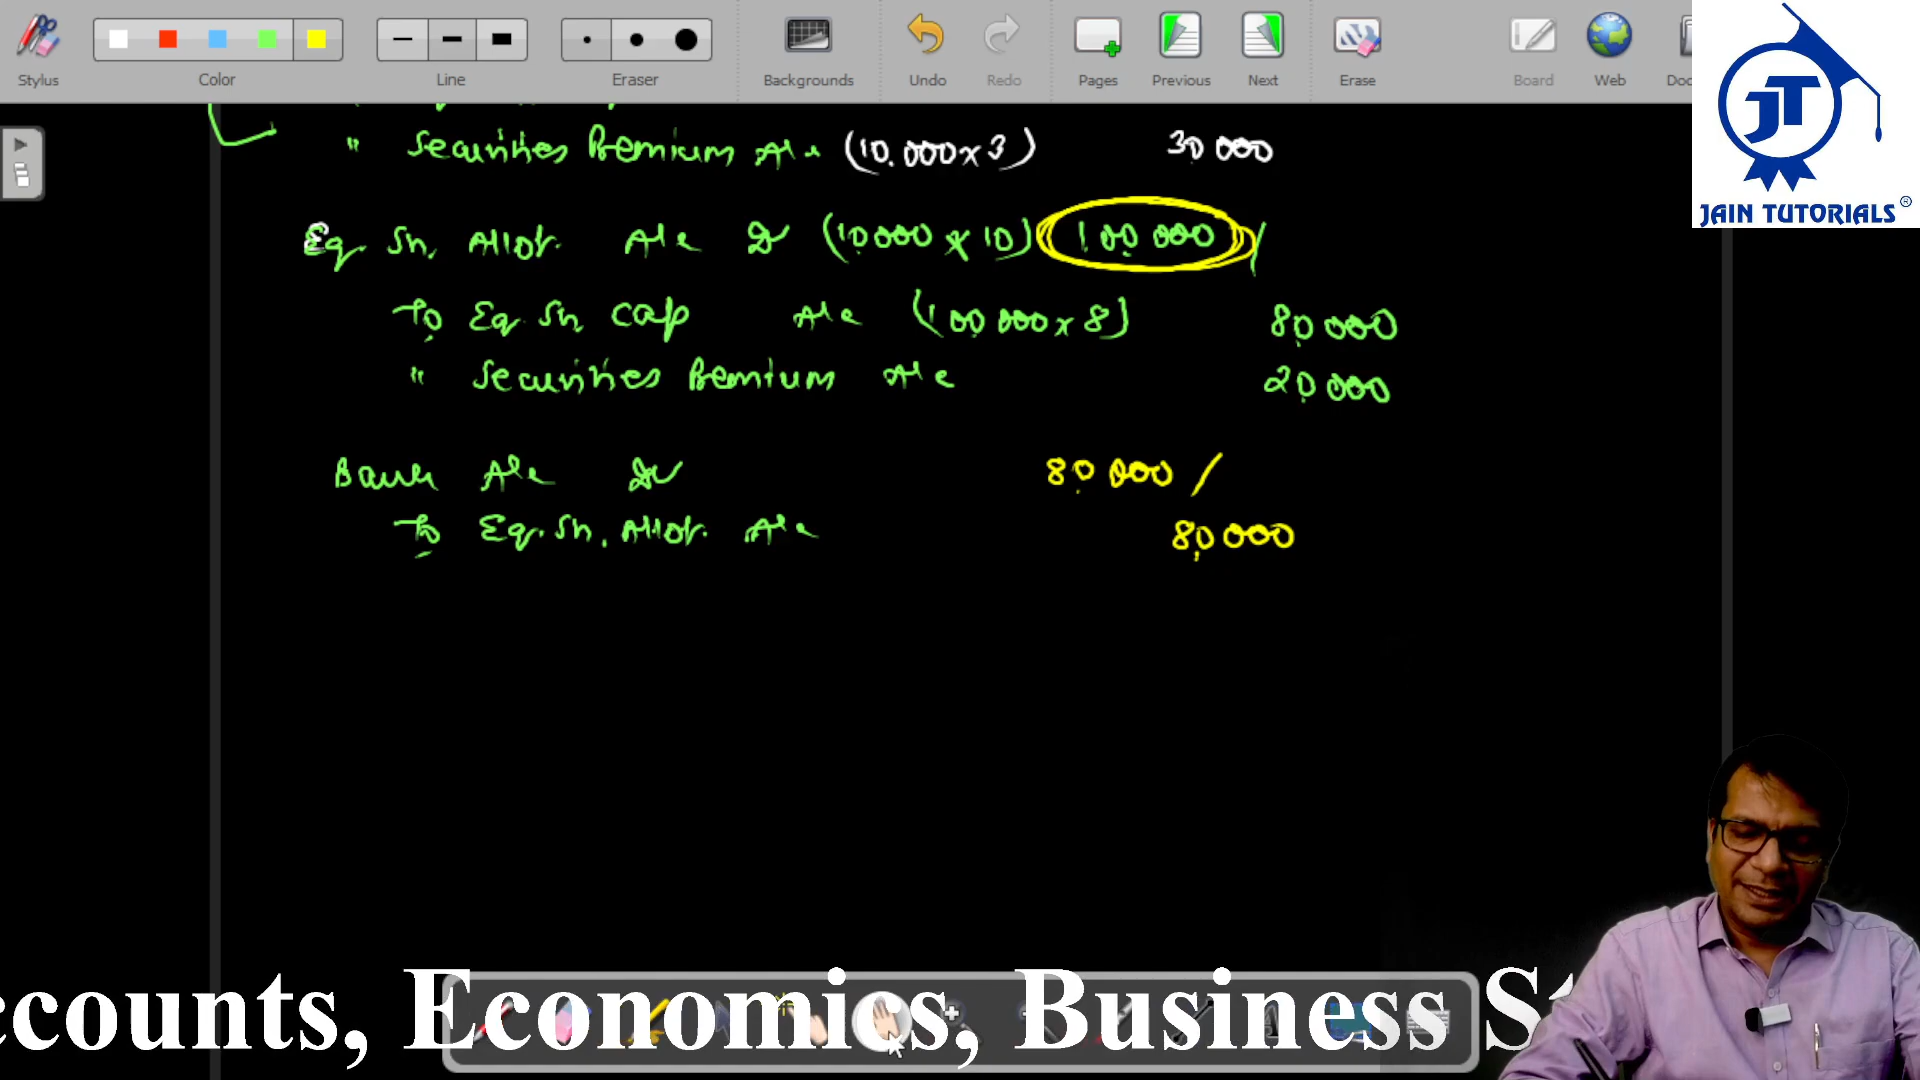 Stylus
Color
Line
Eraser
Backgrounds
Undo
Redo
Pages
Previous
Next
Erase
Board
Web
Doc
JT
JAIN TUTORIALS®
" Securities Premium A/c (10,000 x 3) 30,000
Eq. Sh. Allot. A/c Dr (10000 x 10) 1,00,000 /
To Eq. Sh Cap A/c (1,00,000 x 8) 80,000
" Securities Premium A/c 20,000
Bank A/c Dr 80,000 /
To Eq. Sh. Allot. A/c 80,000
ccounts, Economics, Business St